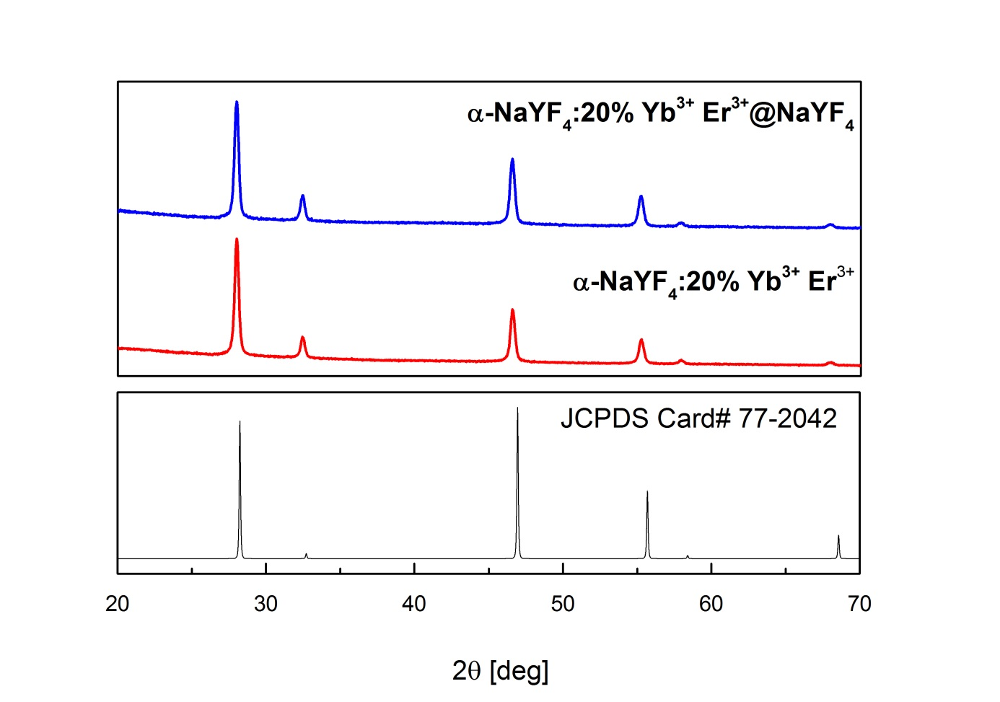 α-NaYF₄:20% Yb³⁺ Er³⁺@NaYF₄
α-NaYF₄:20% Yb³⁺ Er³⁺
JCPDS Card# 77-2042
20 30 40 50 60 70
2θ [deg]